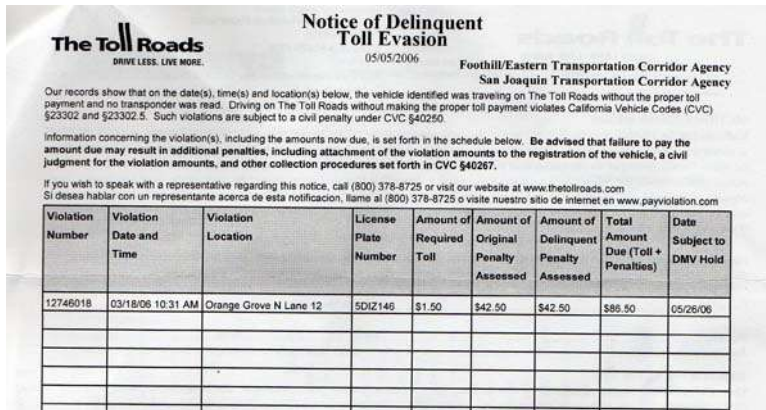 Notice of Delinquent
Toll Evasion
The Toll Roads
DRIVE LESS. LIVE MORE.
05/05/2006
Foothill/Eastern Transportation Corridor Agency
San Joaquin Transportation Corridor Agency
Our records show that on the date(s), time(s) and location(s) below, the vehicle identified was traveling on The Toll Roads without the proper toll
payment and no transponder was read. Driving on The Toll Roads without making the proper toll payment violates California Vehicle Codes (CVC)
§23302 and §23302.5. Such violations are subject to a civil penalty under CVC §40250.
Information concerning the violation(s), including the amounts now due, is set forth in the schedule below. Be advised that failure to pay the
amount due may result in additional penalties, including attachment of the violation amounts to the registration of the vehicle, a civil
judgment for the violation amounts, and other collection procedures set forth in CVC §40267.
If you wish to speak with a representative regarding this notice, call (800) 378-8725 or visit our website at www.thetollroads.com
Si desea hablar con un representante acerca de esta notificacion, llame al (800) 378-8725 o visite nuestro sitio de internet en www.payviolation.com
Violation Violation Violation License Amount of Amount of Amount of Total Date
Number Date and Location Plate Required Original Delinquent Amount Subject to
Time Number Toll Penalty Penalty Due (Toll + DMV Hold
Assessed Assessed Penalties)
12746018 03/18/06 10:31 AM Orange Grove N Lane 12 5DIZ146 $1.50 $42.50 $42.50 $86.50 05/26/06